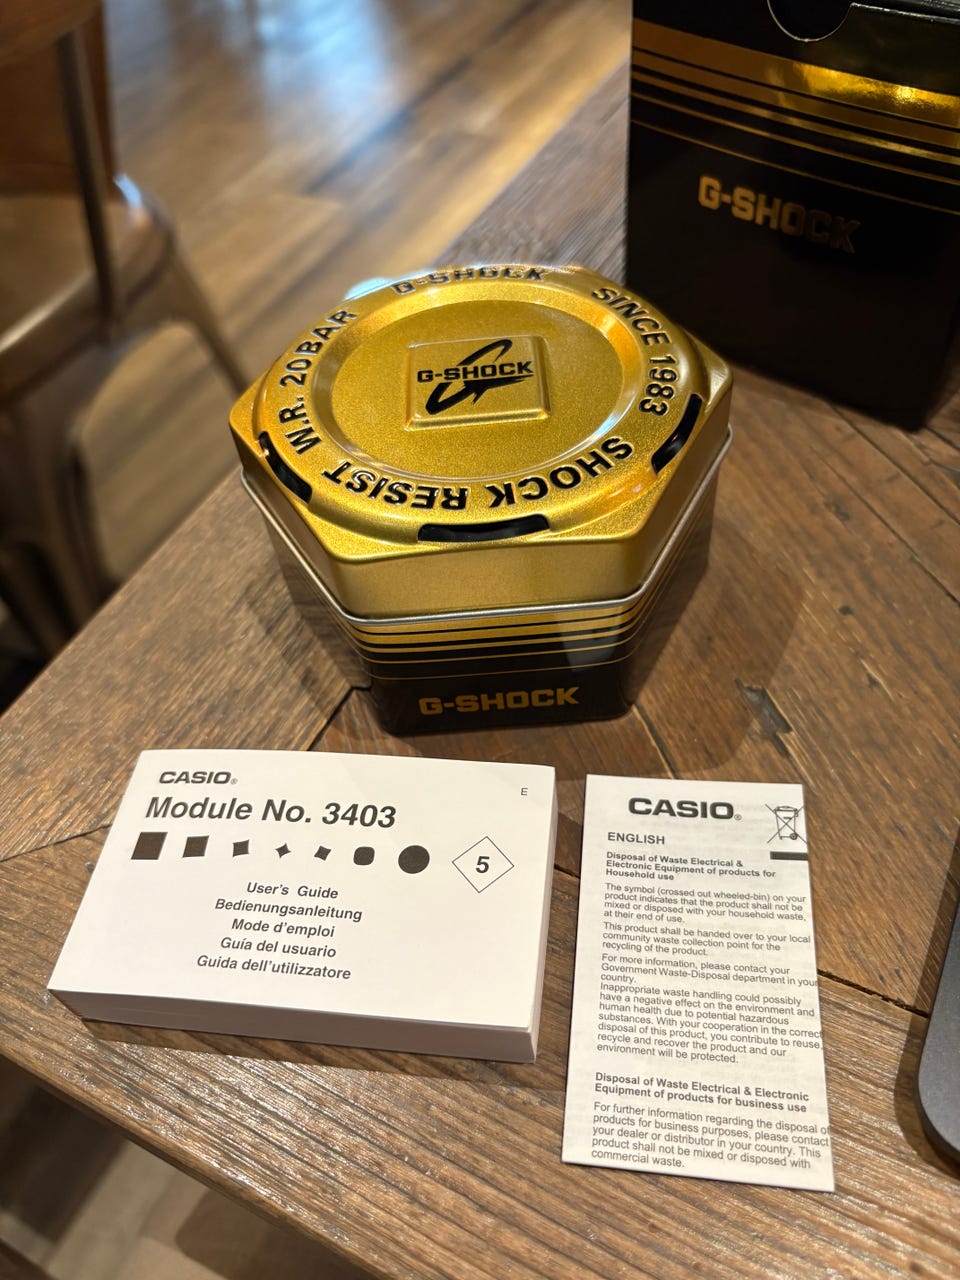 G-SHOCK
G-SHOCK
SINCE 1983
SHOCK RESIST
W.R. 20BAR
G-SHOCK
G-SHOCK
CASIO®
E
Module No. 3403
5
User's Guide
Bedienungsanleitung
Mode d'emploi
Guía del usuario
Guida dell'utilizzatore
CASIO®
ENGLISH
Disposal of Waste Electrical &
Electronic Equipment of products for
Household use
The symbol (crossed out wheeled-bin) on your
product indicates that the product shall not be
mixed or disposed with your household waste,
at their end of use.
This product shall be handed over to your local
community waste collection point for the
recycling of the product.
For more information, please contact your
Government Waste-Disposal department in your
country.
Inappropriate waste handling could possibly
have a negative effect on the environment and
human health due to potential hazardous
substances. With your cooperation in the correct
disposal of this product, you contribute to reuse,
recycle and recover the product and our
environment will be protected.
Disposal of Waste Electrical & Electronic
Equipment of products for business use
For further information regarding the disposal of
products for business purposes, please contact
your dealer or distributor in your country. This
product shall not be mixed or disposed with
commercial waste.